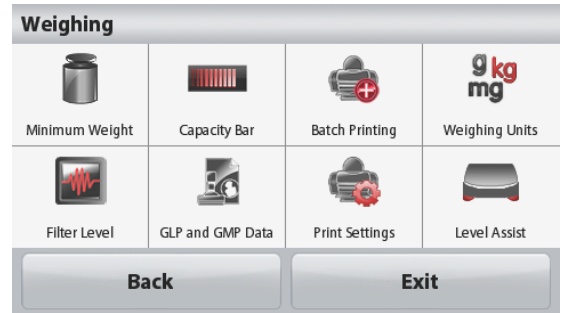 Weighing
g kg
mg
Minimum Weight
Capacity Bar
Batch Printing
Weighing Units
Filter Level
GLP and GMP Data
Print Settings
Level Assist
Back
Exit